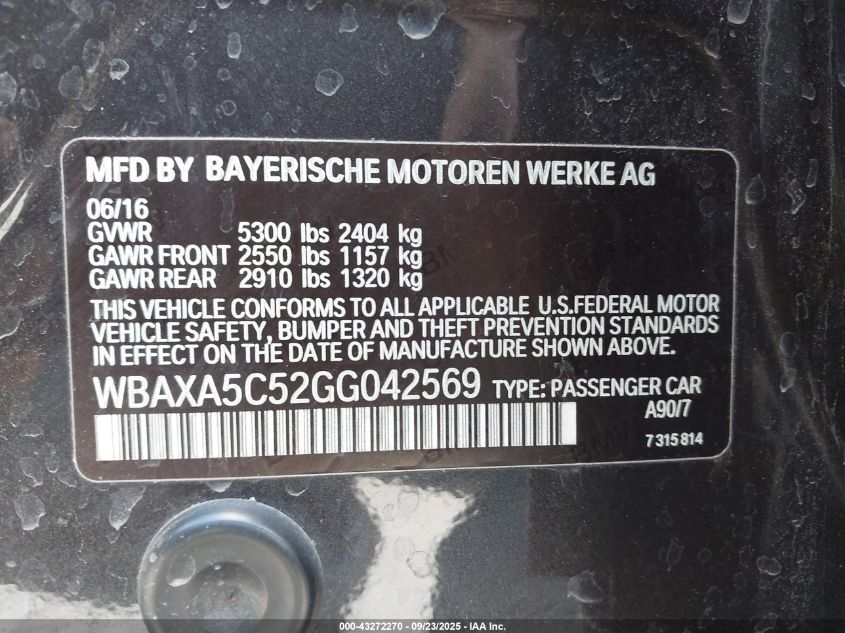 MFD BY BAYERISCHE MOTOREN WERKE AG
06/16
GVWR 5300 lbs 2404 kg
GAWR FRONT 2550 lbs 1157 kg
GAWR REAR 2910 lbs 1320 kg
THIS VEHICLE CONFORMS TO ALL APPLICABLE U.S.FEDERAL MOTOR
VEHICLE SAFETY, BUMPER AND THEFT PREVENTION STANDARDS
IN EFFECT ON THE DATE OF MANUFACTURE SHOWN ABOVE.
WBAXA5C52GG042569 TYPE: PASSENGER CAR
A90/7
7 315 814
000-43272270 - 09/23/2025 - IAA Inc.